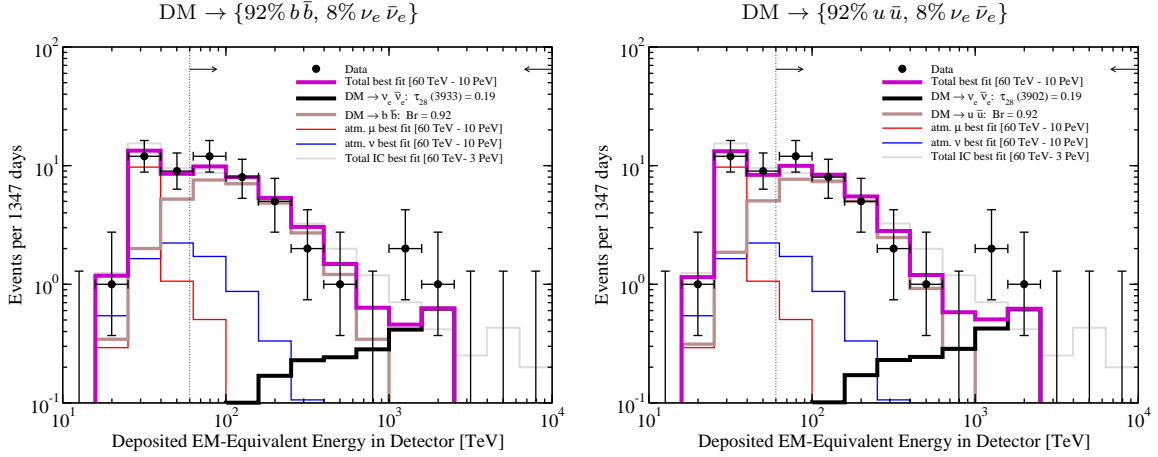 DM → {92% b b̄, 8% ν_e ν̄_e}
10^2
10^1
10^0
10^-1
Events per 1347 days
Data
Total best fit [60 TeV - 10 PeV]
DM → ν_e ν̄_e: τ_28 (3933) = 0.19
DM → b b̄: Br = 0.92
atm. μ best fit [60 TeV - 10 PeV]
atm. ν best fit [60 TeV - 10 PeV]
Total IC best fit [60 TeV- 3 PeV]
10^1 10^2 10^3 10^4
Deposited EM-Equivalent Energy in Detector [TeV]
DM → {92% u ū, 8% ν_e ν̄_e}
10^2
10^1
10^0
10^-1
Events per 1347 days
Data
Total best fit [60 TeV - 10 PeV]
DM → ν_e ν̄_e: τ_28 (3902) = 0.19
DM → u ū: Br = 0.92
atm. μ best fit [60 TeV - 10 PeV]
atm. ν best fit [60 TeV - 10 PeV]
Total IC best fit [60 TeV- 3 PeV]
10^1 10^2 10^3 10^4
Deposited EM-Equivalent Energy in Detector [TeV]